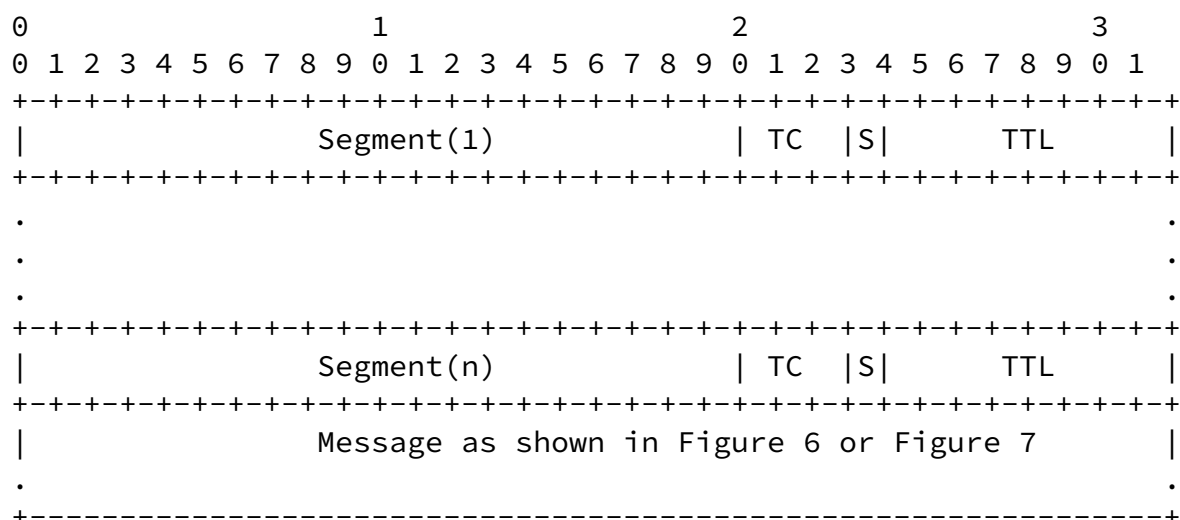 0                   1                   2                   3
0 1 2 3 4 5 6 7 8 9 0 1 2 3 4 5 6 7 8 9 0 1 2 3 4 5 6 7 8 9 0 1
+-+-+-+-+-+-+-+-+-+-+-+-+-+-+-+-+-+-+-+-+-+-+-+-+-+-+-+-+-+-+-+-+
|                Segment(1)             | TC  |S|      TTL      |
+-+-+-+-+-+-+-+-+-+-+-+-+-+-+-+-+-+-+-+-+-+-+-+-+-+-+-+-+-+-+-+-+
.                                                               .
.                                                               .
.                                                               .
+-+-+-+-+-+-+-+-+-+-+-+-+-+-+-+-+-+-+-+-+-+-+-+-+-+-+-+-+-+-+-+-+
|                Segment(n)             | TC  |S|      TTL      |
+-+-+-+-+-+-+-+-+-+-+-+-+-+-+-+-+-+-+-+-+-+-+-+-+-+-+-+-+-+-+-+-+
|                Message as shown in Figure 6 or Figure 7       |
.                                                               .
+---------------------------------------------------------------+